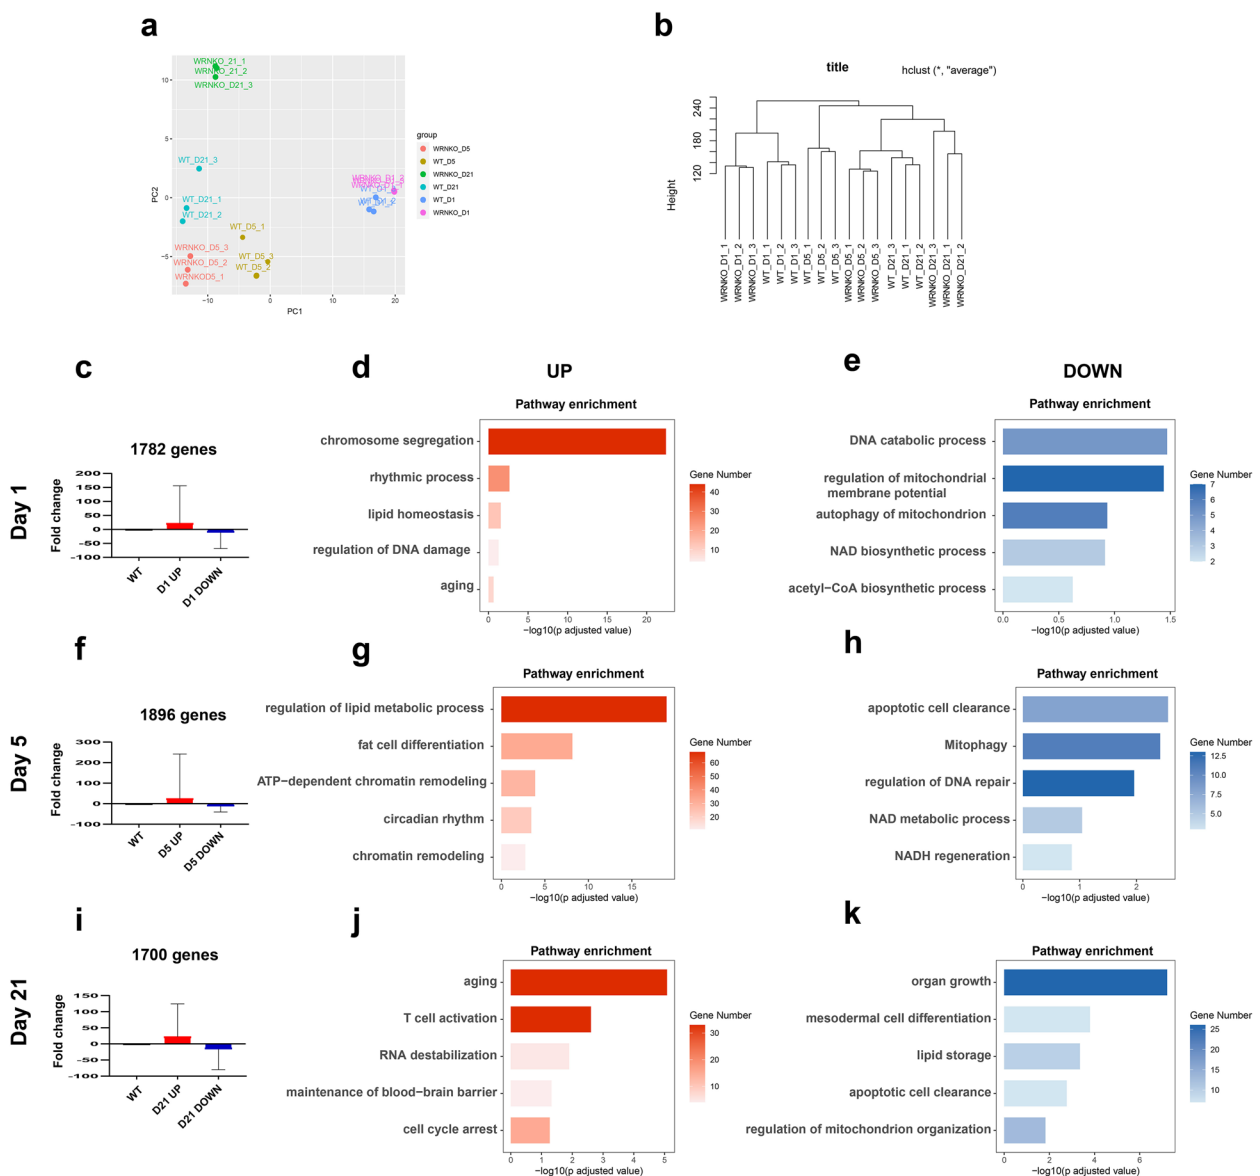 a
WRNKO_21_1
WRNKO_21_2
WRNKO_D21_3
WT_D21_3
WT_D21_1
WT_D21_2
WT_D5_1
WRNKO_D5_3
WRNKO_D5_2
WRNKOD5_1
WT_D5_3
WT_D5_2
WRNKO_D1_2
10
5
0
−5
−10
0
10
20
PC2
PC1
group
WRNKO_D5
WT_D5
WRNKO_D21
WT_D21
WT_D1
WRNKO_D1
b
title
hclust (*, "average")
Height
240
200
160
120
WRNKO_D1_1
WRNKO_D1_2
WRNKO_D1_3
WT_D1_1
WT_D1_2
WT_D1_3
WT_D5_1
WT_D5_2
WT_D5_3
WRNKO_D5_1
WRNKO_D5_2
WRNKO_D5_3
WT_D21_3
WT_D21_1
WT_D21_2
WRNKO_D21_3
WRNKO_D21_1
WRNKO_D21_2
Day 1
c
1782 genes
Fold change
200
150
100
50
0
-50
-100
WT
D1 UP
D1 DOWN
d
UP
Pathway enrichment
chromosome segregation
rhythmic process
lipid homeostasis
regulation of DNA damage
aging
0 5 10 15 20
−log10(p adjusted value)
Gene Number
40
30
20
10
e
DOWN
Pathway enrichment
DNA catabolic process
regulation of mitochondrial
membrane potential
autophagy of mitochondrion
NAD biosynthetic process
acetyl−CoA biosynthetic process
0.0 0.5 1.0 1.5
−log10(p adjusted value)
Gene Number
7
6
5
4
3
2
Day 5
f
1896 genes
Fold change
300
200
100
0
-100
WT
D5 UP
D5 DOWN
g
Pathway enrichment
regulation of lipid metabolic process
fat cell differentiation
ATP−dependent chromatin remodeling
circadian rhythm
chromatin remodeling
0 5 10 15
−log10(p adjusted value)
Gene Number
60
50
40
30
20
h
Pathway enrichment
apoptotic cell clearance
Mitophagy
regulation of DNA repair
NAD metabolic process
NADH regeneration
0 1 2
−log10(p adjusted value)
Gene Number
12.5
10.0
7.5
5.0
Day 21
i
1700 genes
Fold change
150
100
50
0
-50
-100
WT
D21 UP
D21 DOWN
j
Pathway enrichment
aging
T cell activation
RNA destabilization
maintenance of blood−brain barrier
cell cycle arrest
0 1 2 3 4 5
−log10(p adjusted value)
Gene Number
30
20
10
k
Pathway enrichment
organ growth
mesodermal cell differentiation
lipid storage
apoptotic cell clearance
regulation of mitochondrion organization
0 2 4 6
−log10(p adjusted value)
Gene Number
25
20
15
10